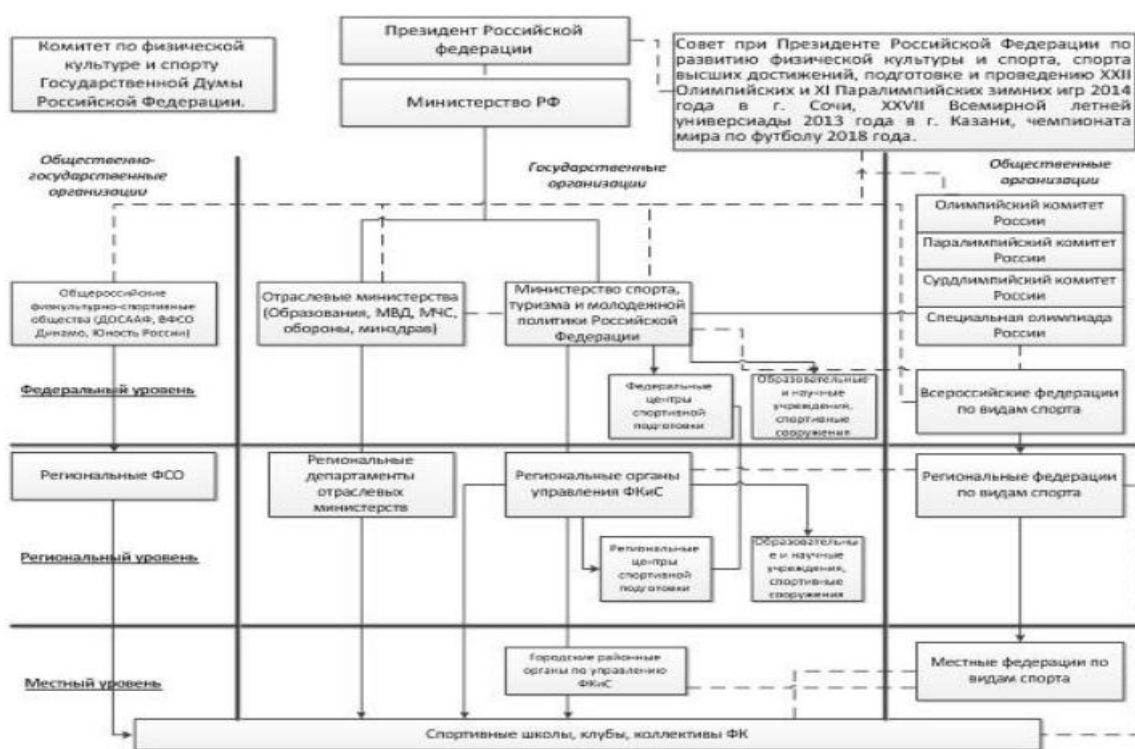 Комитет по физической
культуре и спорту
Государственной Думы
Российской Федерации.
Президент Российской
федерации
Министерство РФ
Совет при Президенте Российской Федерации по
развитию физической культуры и спорта, спорта
высших достижений, подготовке и проведению XXII
Олимпийских и XI Паралимпийских зимних игр 2014
года в г. Сочи, XXVII Всемирной летней
универсиады 2013 года в г. Казани, чемпионата
мира по футболу 2018 года.
Общественно-
государственные
организации
Государственные
организации
Общественные
организации
Олимпийский комитет
России
Паралимпийский комитет
России
Сурдлимпийский комитет
России
Специальная олимпиада
России
Общероссийские
физкультурно-спортивные
общества (ДОСААФ, ВФСО
Динамо, Юность России)
Отраслевые министерства
(Образования, МВД, МЧС,
обороны, минздрав)
Министерство спорта,
туризма и молодежной
политики Российской
Федерации
Федеральный уровень
Федеральные
центры
спортивной
подготовки
Образовательные
и научные
учреждения,
спортивные
сооружения
Всероссийские федерации
по видам спорта
Региональные ФСО
Региональные
департаменты
отраслевых
министерств
Региональные органы
управления ФКиС
Региональные федерации
по видам спорта
Региональный уровень
Региональные
центры
спортивной
подготовки
Образовательны
е и научные
учреждения,
спортивные
сооружения
Местный уровень
Городские районные
органы по управлению
ФКиС
Местные федерации по
видам спорта
Спортивные школы, клубы, коллективы ФК